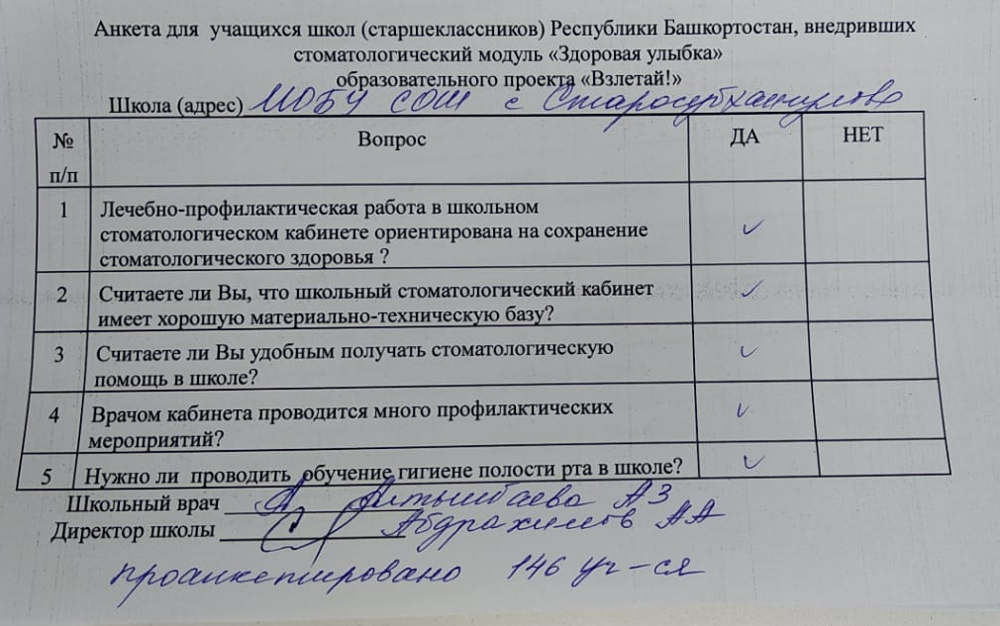 Анкета для учащихся школ (старшеклассников) Республики Башкортостан, внедривших
стоматологический модуль «Здоровая улыбка»
образовательного проекта «Взлетай!»
Школа (адрес) МОБУ СОШ с Старосубхангулово
№ п/п Вопрос ДА НЕТ
1 Лечебно-профилактическая работа в школьном
стоматологическом кабинете ориентирована на сохранение
стоматологического здоровья ?
2 Считаете ли Вы, что школьный стоматологический кабинет
имеет хорошую материально-техническую базу?
3 Считаете ли Вы удобным получать стоматологическую
помощь в школе?
4 Врачом кабинета проводится много профилактических
мероприятий?
5 Нужно ли проводить обучение гигиене полости рта в школе?
Школьный врач АЗ
Директор школы Абдрахимов АА
проанкетировано 146 уч-ся